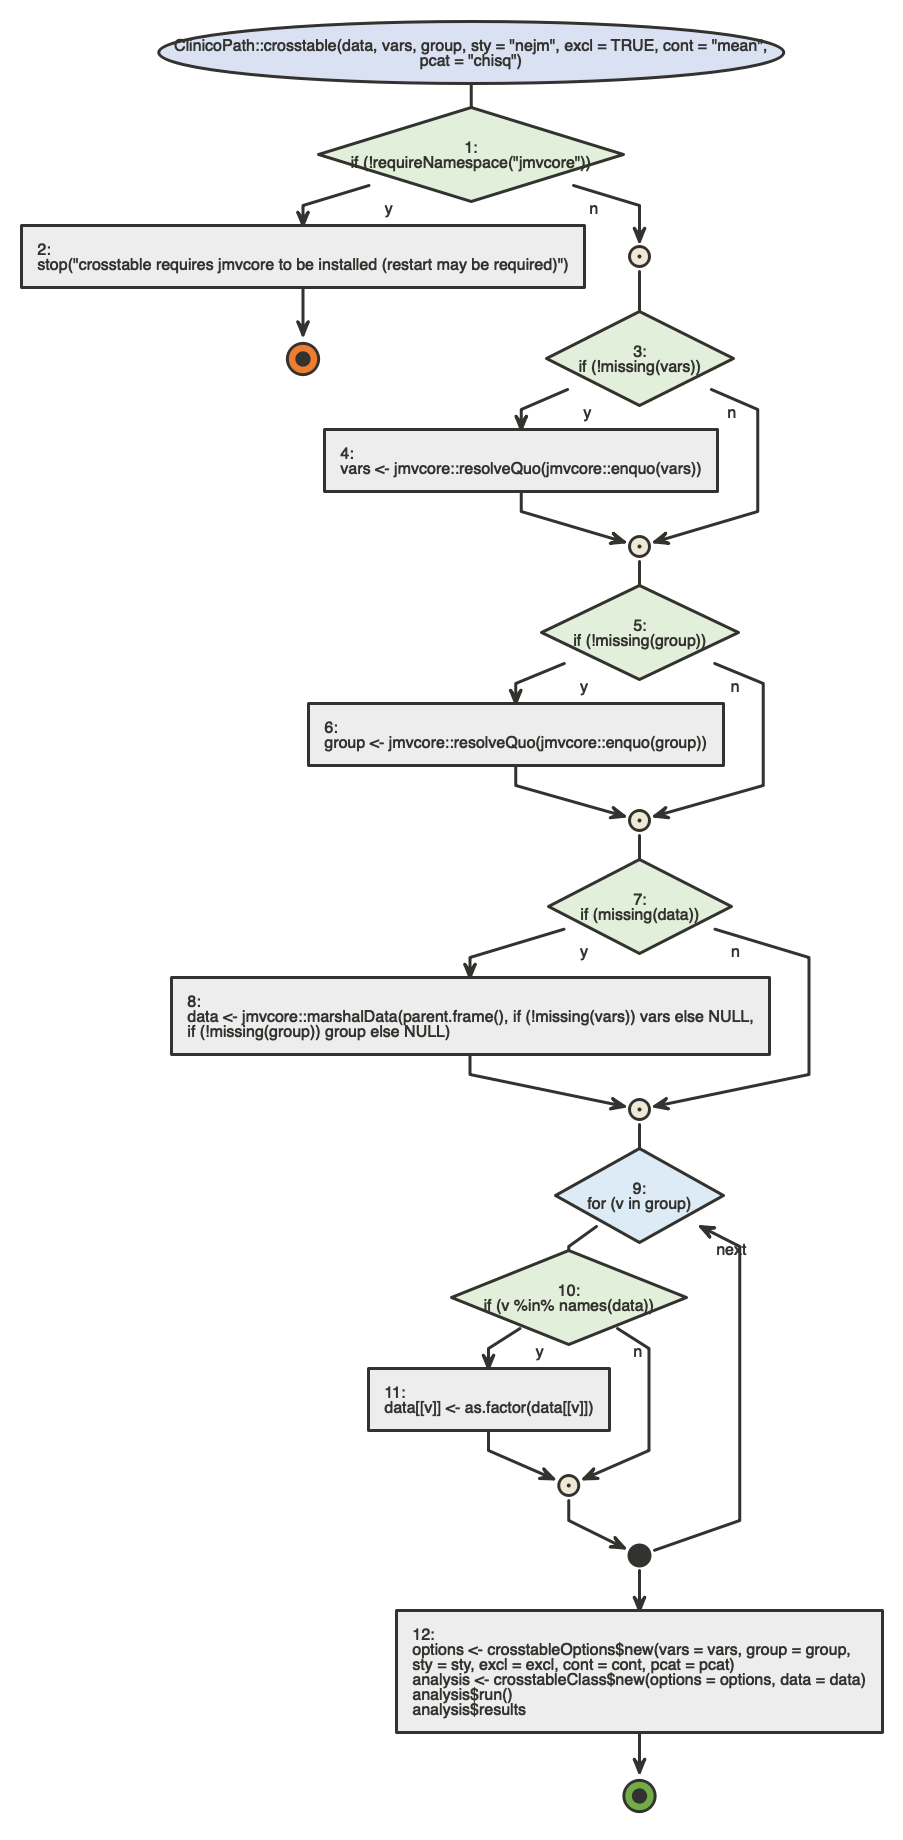 ClinicoPath::crosstable(data, vars, group, sty = "nejm", excl = TRUE, cont = "mean",
pcat = "chisq")
1:
if (!requireNamespace("jmvcore"))
y
n
2:
stop("crosstable requires jmvcore to be installed (restart may be required)")
3:
if (!missing(vars))
y
n
4:
vars <- jmvcore::resolveQuo(jmvcore::enquo(vars))
5:
if (!missing(group))
y
n
6:
group <- jmvcore::resolveQuo(jmvcore::enquo(group))
7:
if (missing(data))
y
n
8:
data <- jmvcore::marshalData(parent.frame(), if (!missing(vars)) vars else NULL,
if (!missing(group)) group else NULL)
9:
for (v in group)
next
10:
if (v %in% names(data))
y
n
11:
data[[v]] <- as.factor(data[[v]])
12:
options <- crosstableOptions$new(vars = vars, group = group,
sty = sty, excl = excl, cont = cont, pcat = pcat)
analysis <- crosstableClass$new(options = options, data = data)
analysis$run()
analysis$results